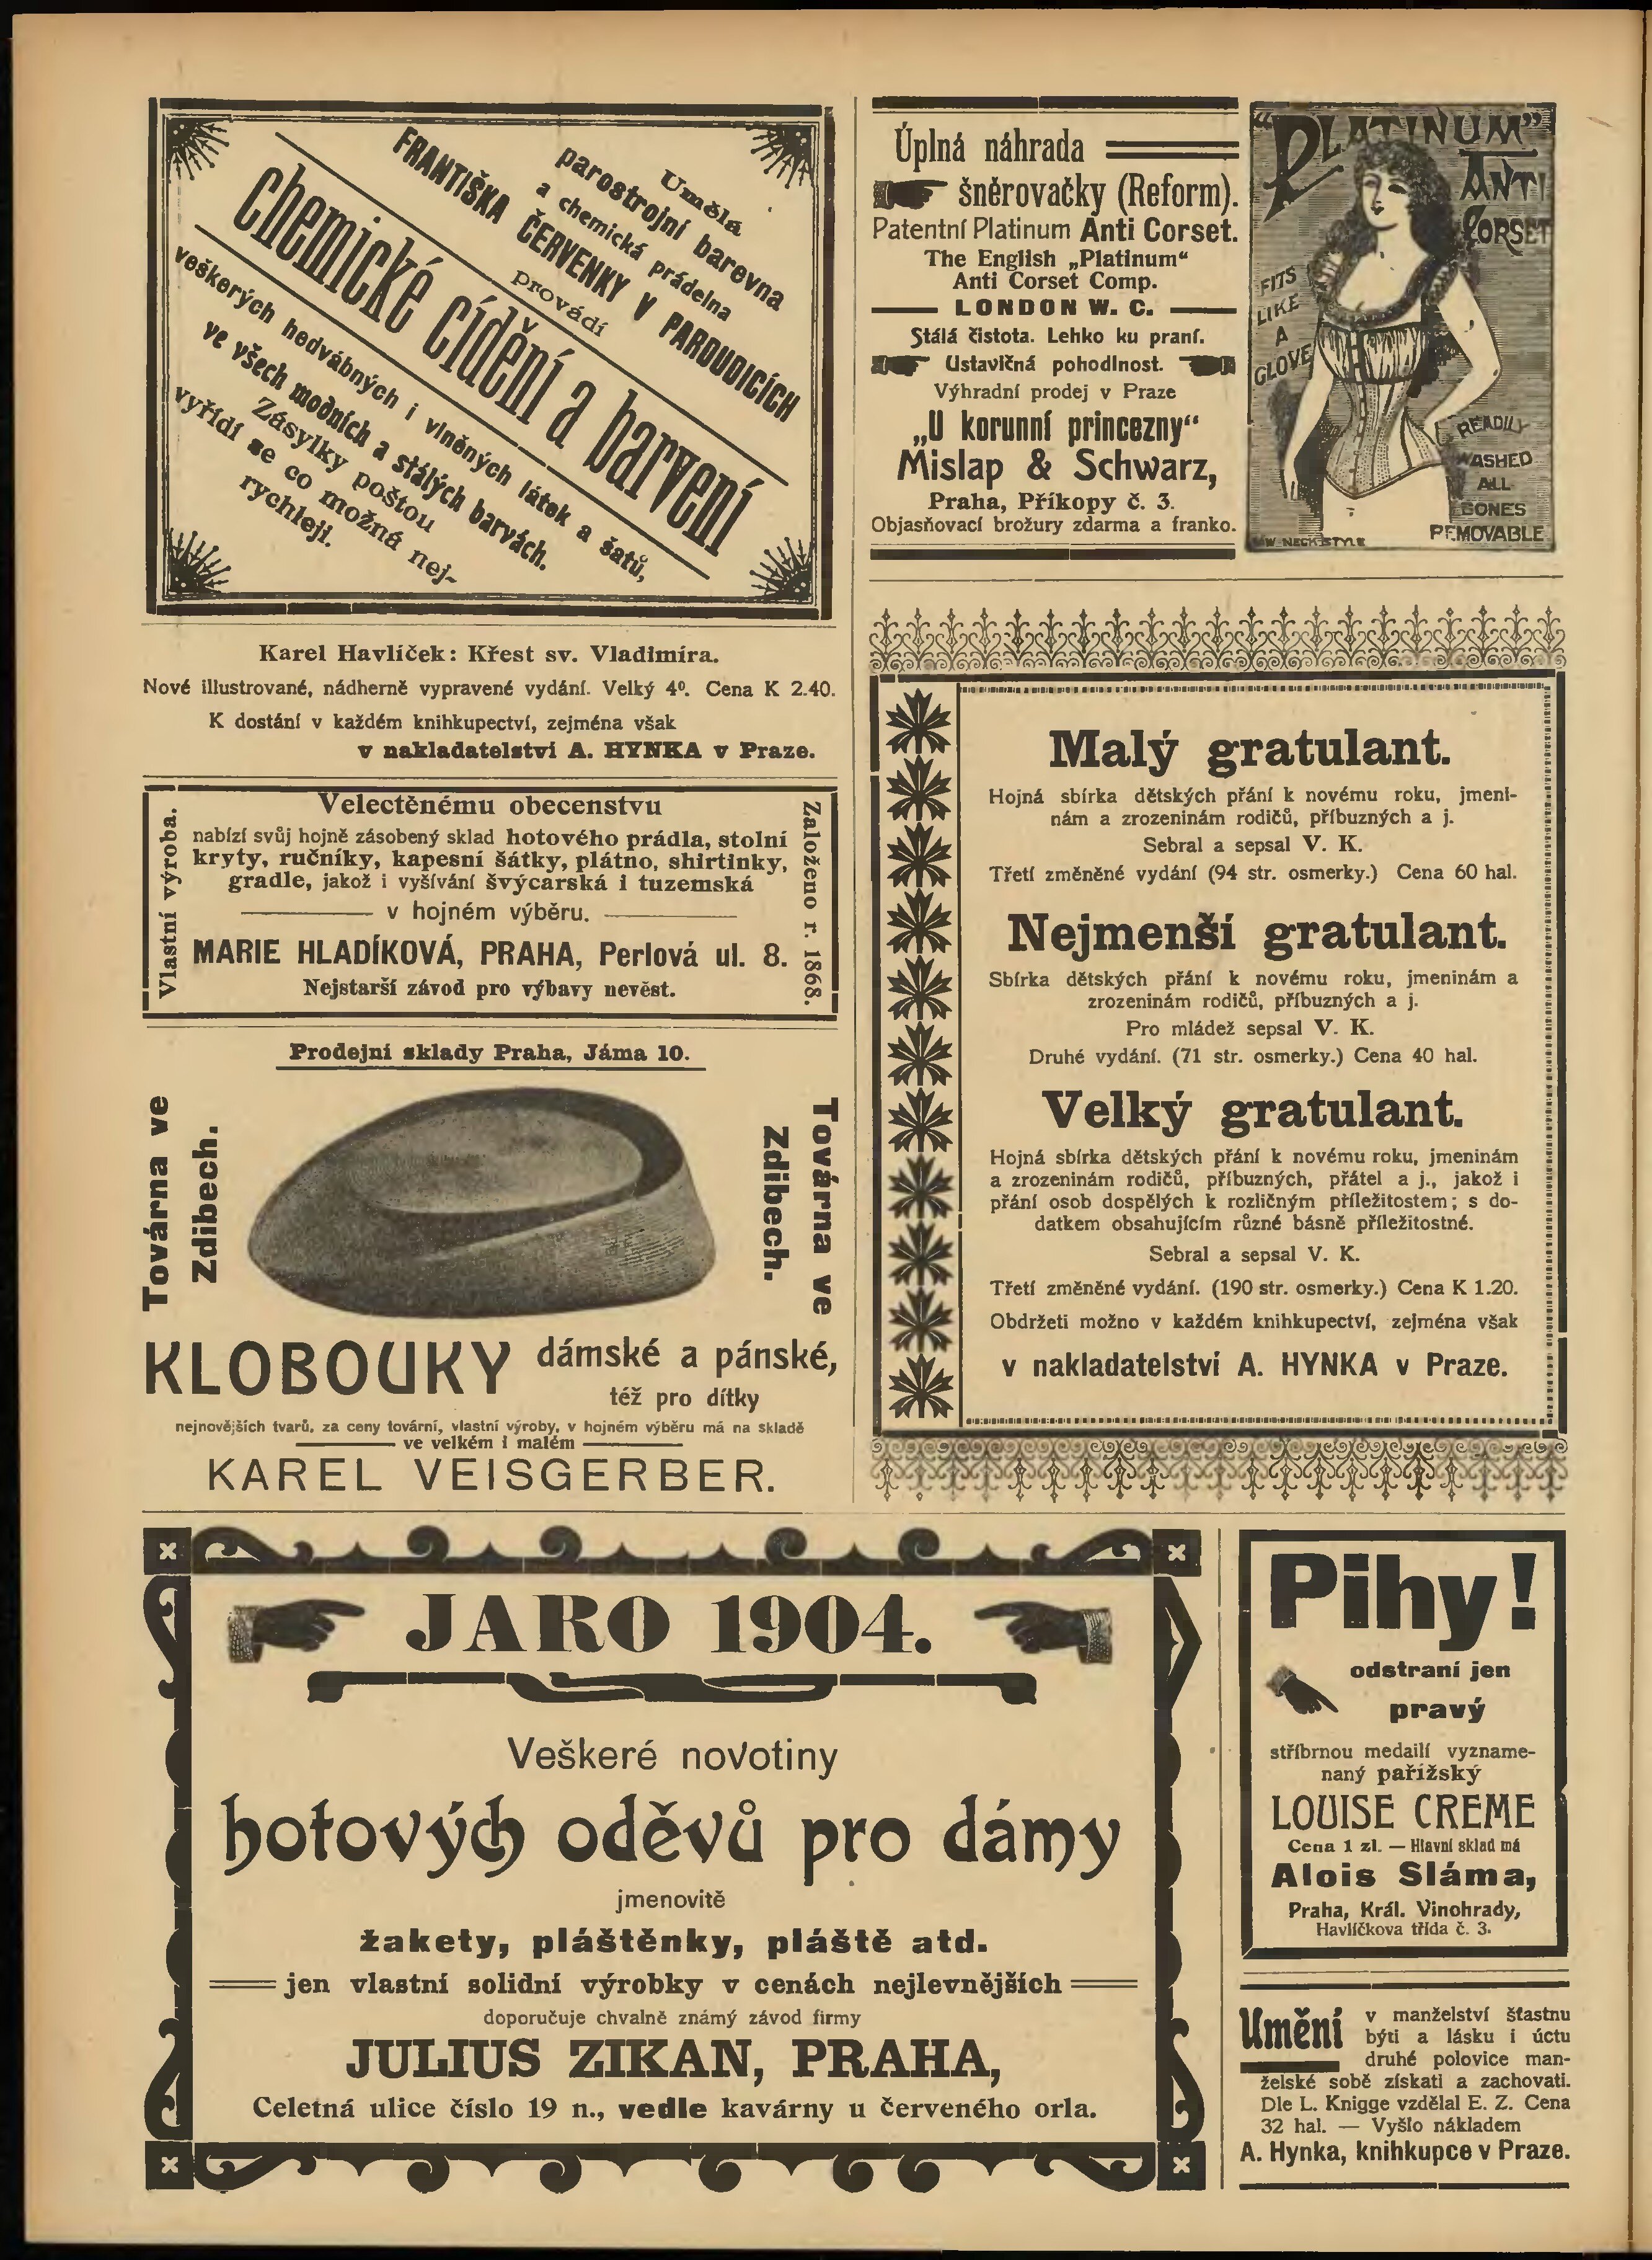 Umělá
parostrojní barevna
a chemická prádelna
FRANTIŠKA ČERVENKY V PARDUDICÍCH
provádí
chemické cídění a barvení
veškerých hedvábných i vlněných látek a šatů,
ve všech modních a stálých barvách.
Zásylky poštou
vyřídí se co možná nej-
rychleji.
Karel Havlíček: Křest sv. Vladimíra.
Nové illustrované, nádherně vypravené vydání. Velký 4º. Cena K 2.40.
K dostání v každém knihkupectví, zejména však
v nakladatelství A. HYNKA v Praze.
Vlastní výroba.
Velectěnému obecenstvu
nabízí svůj hojně zásobený sklad hotového prádla, stolní
kryty, ručníky, kapesní šátky, plátno, shirtinky,
gradle, jakož i vyšívání švýcarská i tuzemská
v hojném výběru.
MARIE HLADÍKOVÁ, PRAHA, Perlová ul. 8.
Nejstarší závod pro výbavy nevěst.
Založeno r. 1868.
Prodejní sklady Praha, Jáma 10.
Továrna ve
Zdibech.
Továrna ve
Zdibech.
KLOBOUKY dámské a pánské,
též pro dítky
nejnovějších tvarů, za ceny tovární, vlastní výroby, v hojném výběru má na skladě
ve velkém i malém
KAREL VEISGERBER.
Úplná náhrada
šněrovačky (Reform).
Patentní Platinum Anti Corset.
The English „Platinum“
Anti Corset Comp.
LONDON W. C.
Stálá čistota. Lehko ku praní.
Ustavičná pohodlnost.
Výhradní prodej v Praze
„U korunní princezny“
Mislap & Schwarz,
Praha, Příkopy č. 3.
Objasňovací brožury zdarma a franko.
“PLATINUM”
ANTI
CORSET
FITS
LIKE
A
GLOVE
READILY
WASHED
ALL
BONES
REMOVABLE
LOW NECK STYLE
Malý gratulant.
Hojná sbírka dětských přání k novému roku, jmeni-
nám a zrozeninám rodičů, příbuzných a j.
Sebral a sepsal V. K.
Třetí změněné vydání (94 str. osmerky.) Cena 60 hal.
Nejmenší gratulant.
Sbírka dětských přání k novému roku, jmeninám a
zrozeninám rodičů, příbuzných a j.
Pro mládež sepsal V. K.
Druhé vydání. (71 str. osmerky.) Cena 40 hal.
Velký gratulant.
Hojná sbírka dětských přání k novému roku, jmeninám
a zrozeninám rodičů, příbuzných, přátel a j., jakož i
přání osob dospělých k rozličným příležitostem; s do-
datkem obsahujícím různé básně příležitostné.
Sebral a sepsal V. K.
Třetí změněné vydání. (190 str. osmerky.) Cena K 1.20.
Obdržeti možno v každém knihkupectví, zejména však
v nakladatelství A. HYNKA v Praze.
JARO 1904.
Veškeré novotiny
hotových oděvů pro dámy
jmenovitě
žakety, pláštěnky, pláště atd.
jen vlastní solidní výrobky v cenách nejlevnějších
doporučuje chvalně známý závod firmy
JULIUS ZIKAN, PRAHA,
Celetná ulice číslo 19 n., vedle kavárny u červeného orla.
Pihy!
odstraní jen
pravý
stříbrnou medailí vyzname-
naný pařížský
LOUISE CREME
Cena 1 zl. — Hlavní sklad má
Alois Sláma,
Praha, Král. Vinohrady,
Havlíčkova třída č. 3.
Umění v manželství šťastnu
býti a lásku i úctu
druhé polovice man-
želské sobě získati a zachovati.
Dle L. Knigge vzdělal E. Z. Cena
32 hal. — Vyšlo nákladem
A. Hynka, knihkupce v Praze.